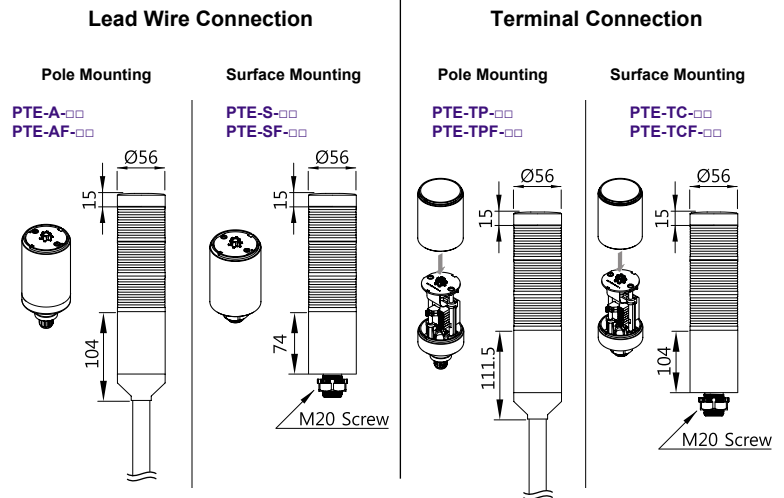 Lead Wire Connection
Terminal Connection
Pole Mounting
Surface Mounting
Pole Mounting
Surface Mounting
PTE-A-□□
PTE-AF-□□
PTE-S-□□
PTE-SF-□□
PTE-TP-□□
PTE-TPF-□□
PTE-TC-□□
PTE-TCF-□□
Ø56
15
104
Ø56
15
74
M20 Screw
Ø56
15
111.5
Ø56
15
104
M20 Screw